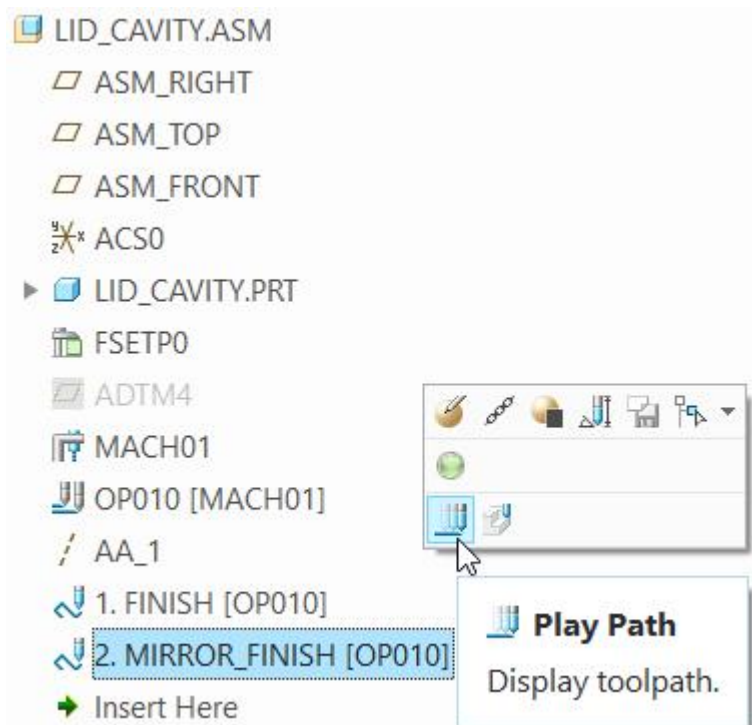 LID_CAVITY.ASM
ASM_RIGHT
ASM_TOP
ASM_FRONT
ACS0
LID_CAVITY.PRT
FSETP0
ADTM4
MACH01
OP010 [MACH01]
AA_1
1. FINISH [OP010]
2. MIRROR_FINISH [OP010]
Insert Here
Play Path
Display toolpath.